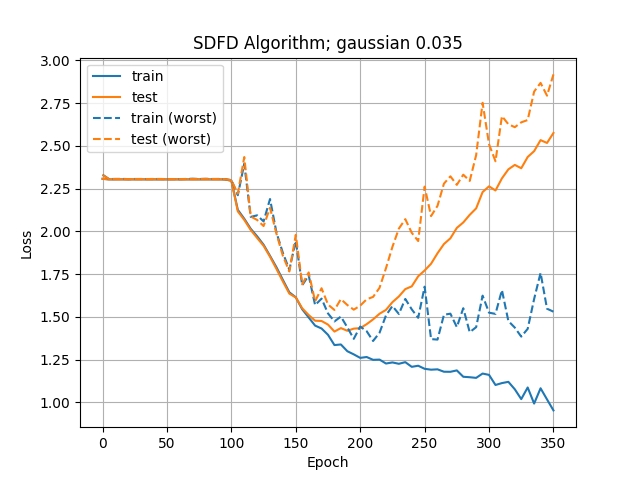 SDFD Algorithm; gaussian 0.035
3.00
2.75
2.50
2.25
2.00
1.75
1.50
1.25
1.00
Loss
train
test
train (worst)
test (worst)
0 50 100 150 200 250 300 350
Epoch